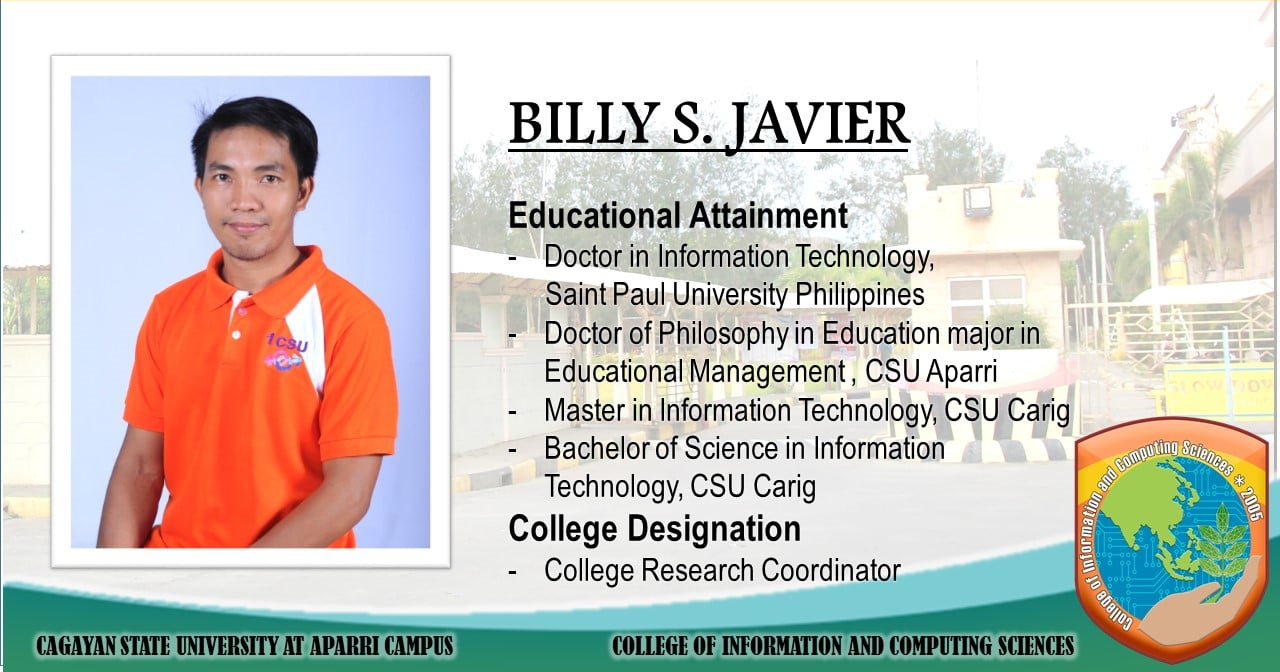 BILLY S. JAVIER
Educational Attainment
- Doctor in Information Technology,
Saint Paul University Philippines
- Doctor of Philosophy in Education major in
Educational Management , CSU Aparri
- Master in Information Technology, CSU Carig
- Bachelor of Science in Information
Technology, CSU Carig
College Designation
- College Research Coordinator
1CSU
SLOW DOWN
College of Information and Computing Sciences * 2005
CAGAYAN STATE UNIVERSITY AT APARRI CAMPUS
COLLEGE OF INFORMATION AND COMPUTING SCIENCES